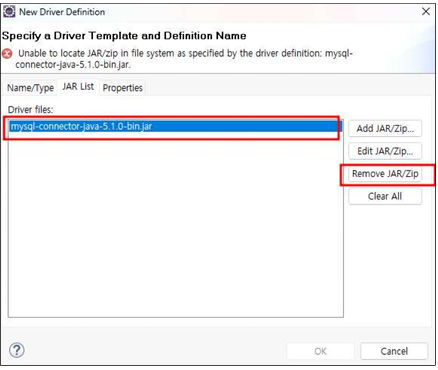 New Driver Definition
Specify a Driver Template and Definition Name
Unable to locate JAR/zip in file system as specified by the driver definition: mysql-
connector-java-5.1.0-bin.jar.
Name/Type JAR List Properties
Driver files:
mysql-connector-java-5.1.0-bin.jar
Add JAR/Zip...
Edit JAR/Zip...
Remove JAR/Zip
Clear All
OK Cancel